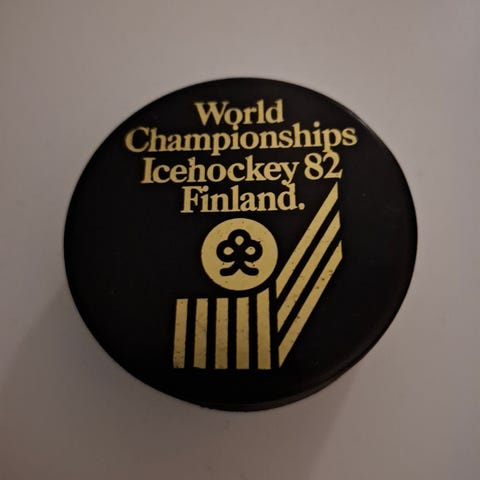 World
Championships
Icehockey 82
Finland.